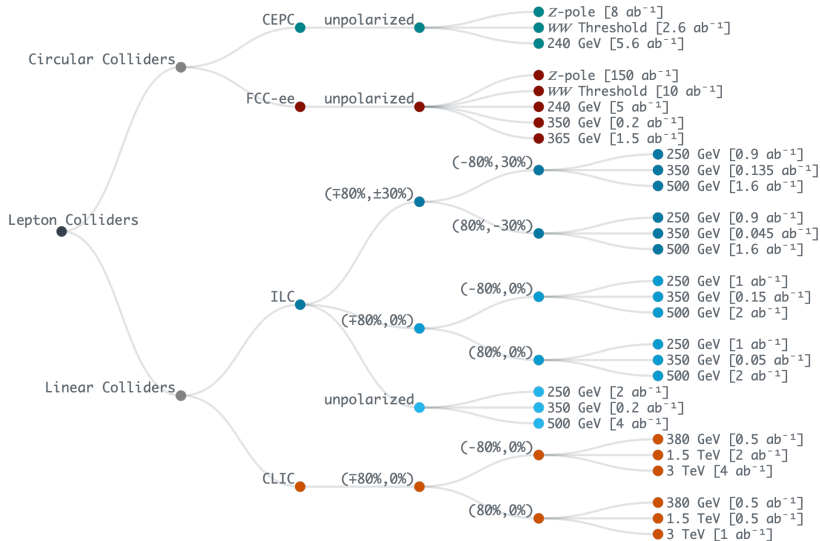 CEPC
unpolarized
Z-pole [8 ab⁻¹]
WW Threshold [2.6 ab⁻¹]
240 GeV [5.6 ab⁻¹]
Circular Colliders
FCC-ee
unpolarized
Z-pole [150 ab⁻¹]
WW Threshold [10 ab⁻¹]
240 GeV [5 ab⁻¹]
350 GeV [0.2 ab⁻¹]
365 GeV [1.5 ab⁻¹]
Lepton Colliders
(∓80%,±30%)
(-80%,30%)
250 GeV [0.9 ab⁻¹]
350 GeV [0.135 ab⁻¹]
500 GeV [1.6 ab⁻¹]
(80%,-30%)
250 GeV [0.9 ab⁻¹]
350 GeV [0.045 ab⁻¹]
500 GeV [1.6 ab⁻¹]
ILC
(∓80%,0%)
(-80%,0%)
250 GeV [1 ab⁻¹]
350 GeV [0.15 ab⁻¹]
500 GeV [2 ab⁻¹]
(80%,0%)
250 GeV [1 ab⁻¹]
350 GeV [0.05 ab⁻¹]
500 GeV [2 ab⁻¹]
Linear Colliders
unpolarized
250 GeV [2 ab⁻¹]
350 GeV [0.2 ab⁻¹]
500 GeV [4 ab⁻¹]
CLIC
(∓80%,0%)
(-80%,0%)
380 GeV [0.5 ab⁻¹]
1.5 TeV [2 ab⁻¹]
3 TeV [4 ab⁻¹]
(80%,0%)
380 GeV [0.5 ab⁻¹]
1.5 TeV [0.5 ab⁻¹]
3 TeV [1 ab⁻¹]